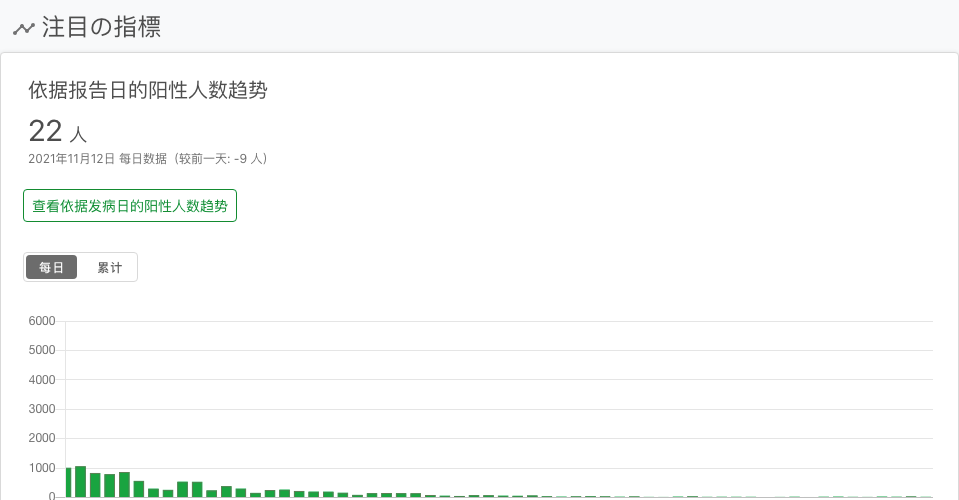 注目の指標
依据报告日的阳性人数趋势
22 人
2021年11月12日 每日数据（较前一天: -9 人）
查看依据发病日的阳性人数趋势
每日 累计
6000
5000
4000
3000
2000
1000
0